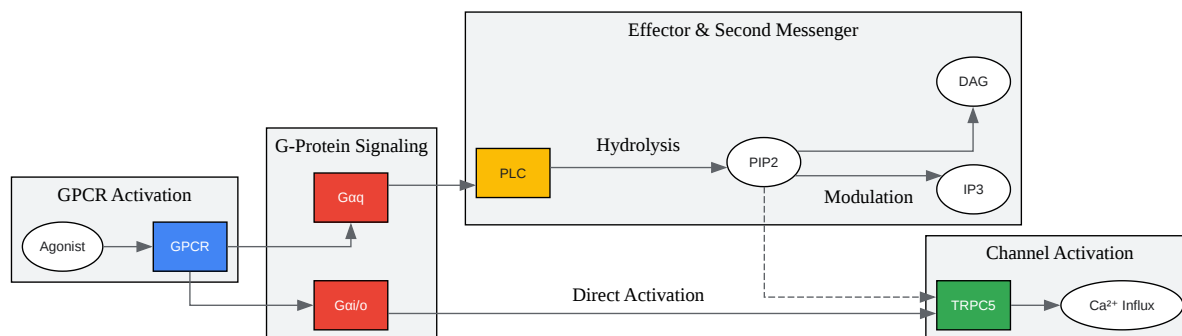 Effector & Second Messenger
DAG
G-Protein Signaling
Hydrolysis
PLC
PIP2
Gαq
IP3
GPCR Activation
Modulation
Agonist
GPCR
Channel Activation
Gαi/o
Direct Activation
TRPC5
Ca²⁺ Influx